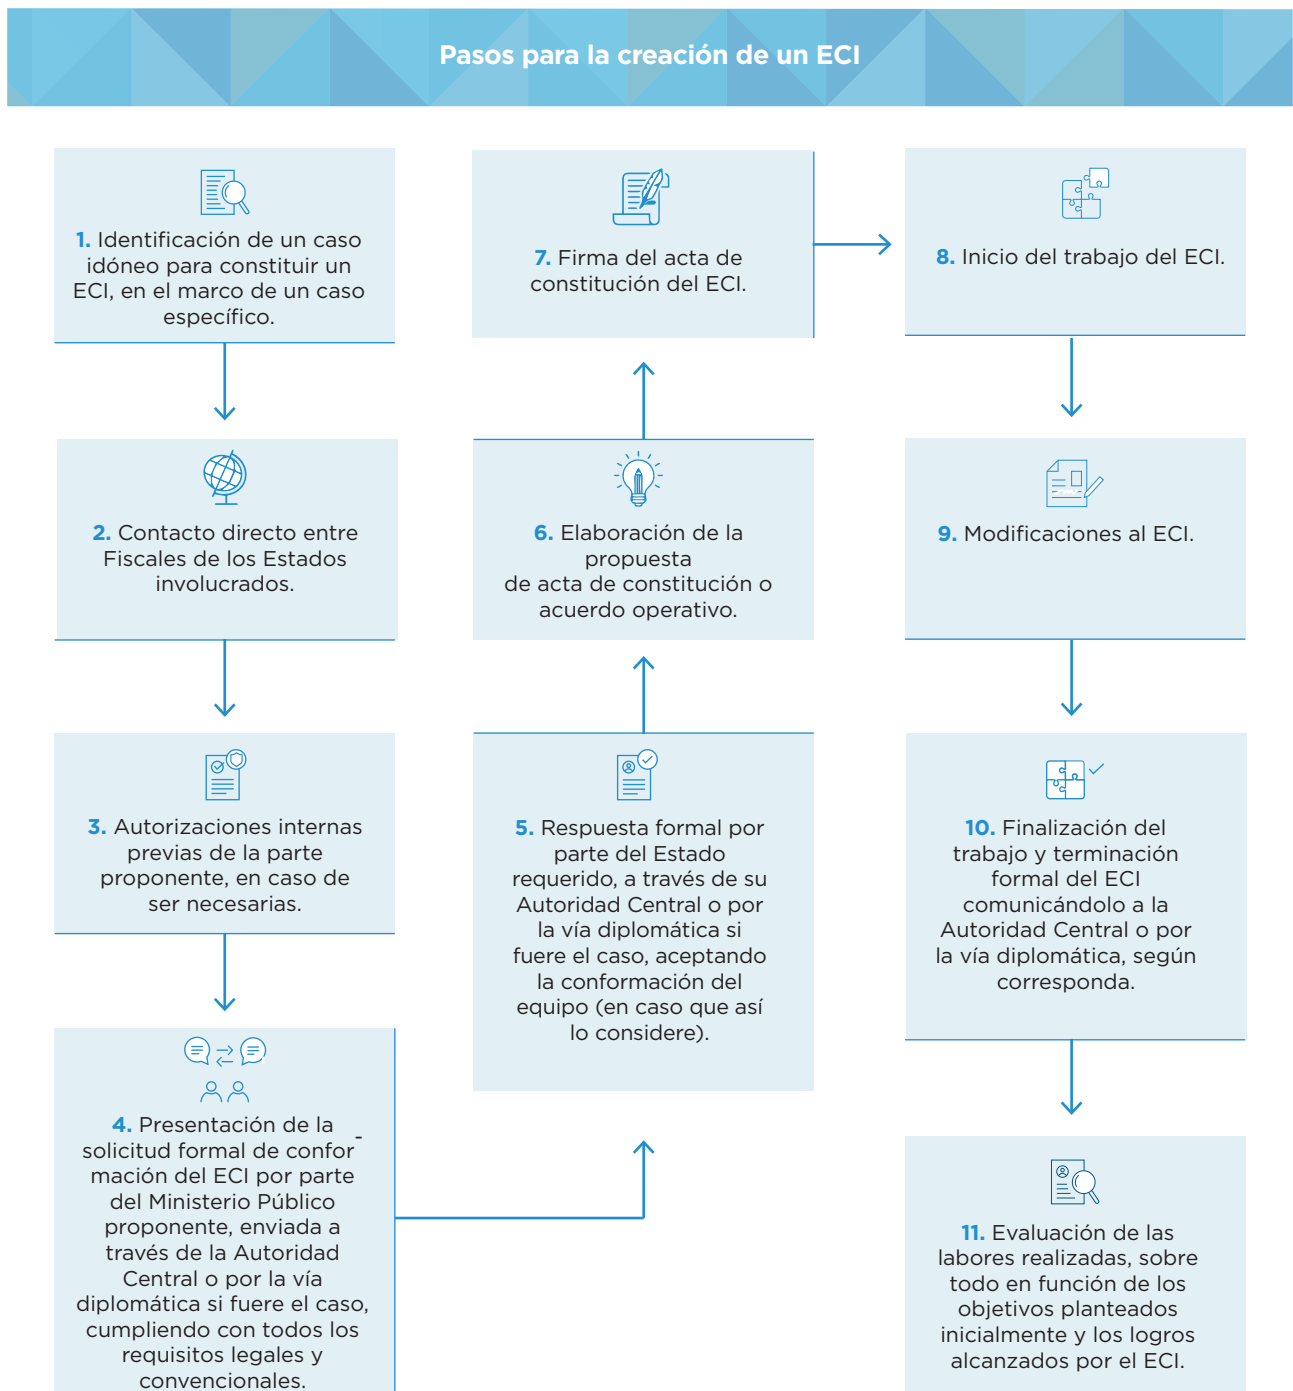 Pasos para la creación de un ECI
1. Identificación de un caso
idóneo para constituir un
ECI, en el marco de un caso
específico.
2. Contacto directo entre
Fiscales de los Estados
involucrados.
3. Autorizaciones internas
previas de la parte
proponente, en caso de
ser necesarias.
4. Presentación de la
solicitud formal de confor-
mación del ECI por parte
del Ministerio Público
proponente, enviada a
través de la Autoridad
Central o por la vía
diplomática si fuere el caso,
cumpliendo con todos los
requisitos legales y
convencionales.
5. Respuesta formal por
parte del Estado
requerido, a través de su
Autoridad Central o por
la vía diplomática si
fuere el caso, aceptando
la conformación del
equipo (en caso que así
lo considere).
6. Elaboración de la
propuesta
de acta de constitución o
acuerdo operativo.
7. Firma del acta de
constitución del ECI.
8. Inicio del trabajo del ECI.
9. Modificaciones al ECI.
10. Finalización del
trabajo y terminación
formal del ECI
comunicándolo a la
Autoridad Central o por
la vía diplomática, según
corresponda.
11. Evaluación de las
labores realizadas, sobre
todo en función de los
objetivos planteados
inicialmente y los logros
alcanzados por el ECI.